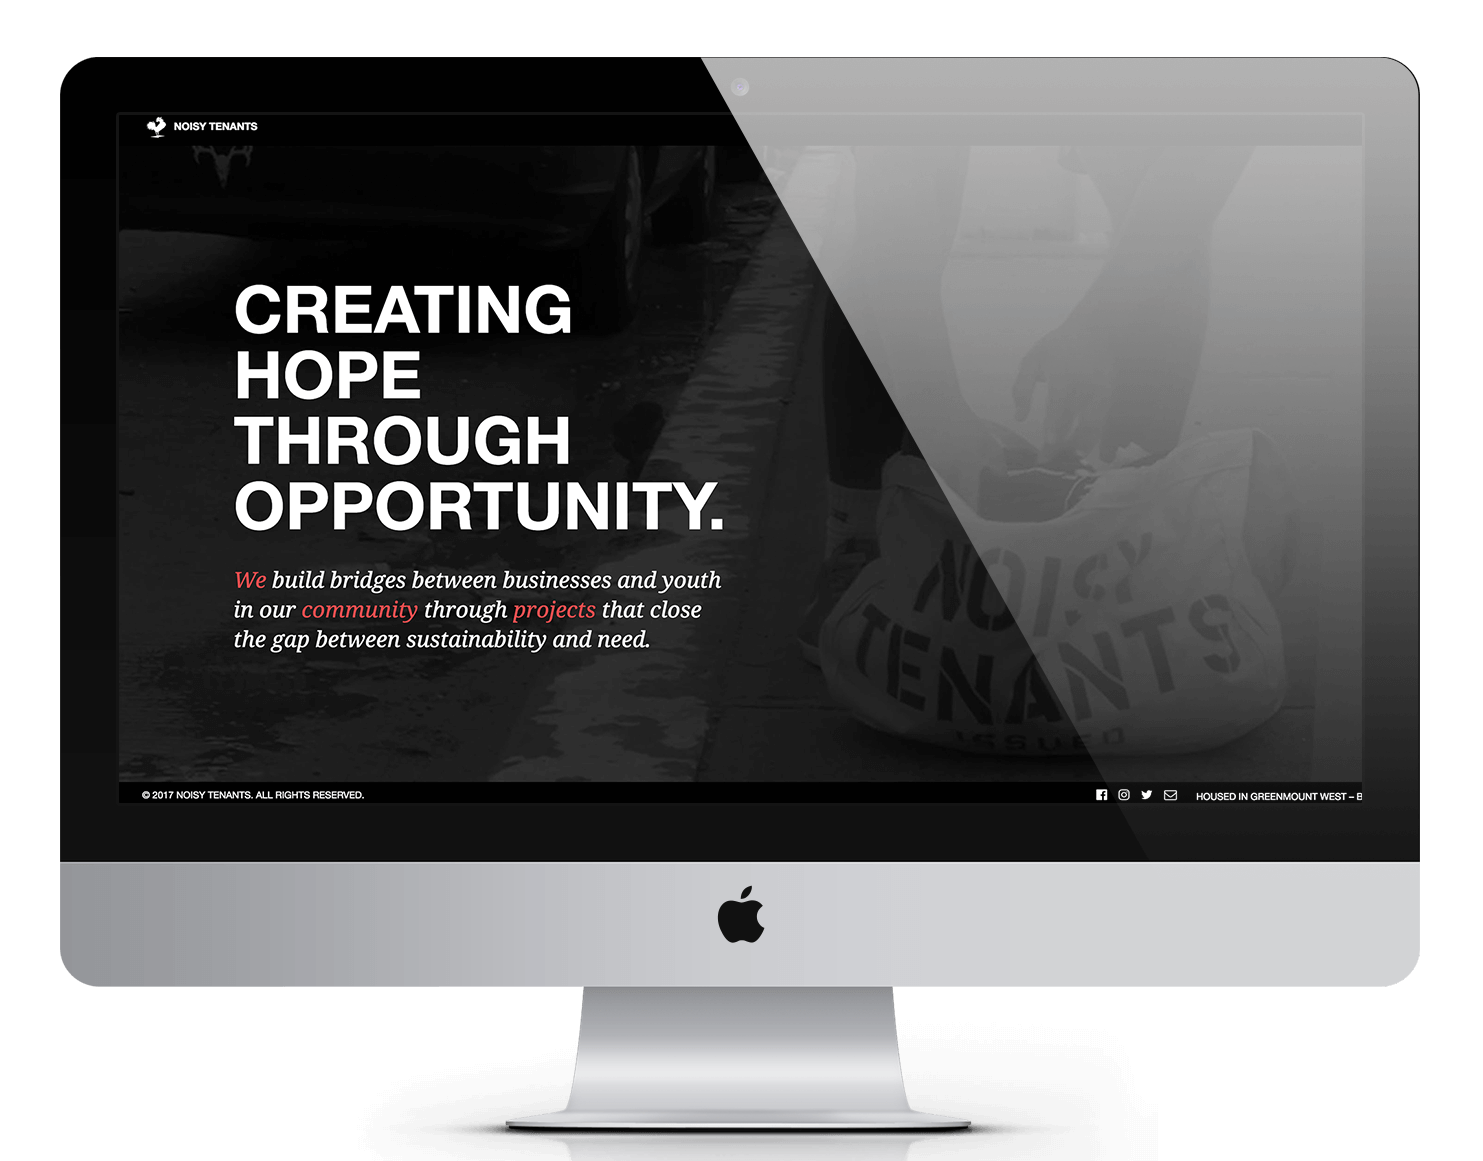 NOISY TENANTS
CREATING
HOPE
THROUGH
OPPORTUNITY.
We build bridges between businesses and youth
in our community through projects that close
the gap between sustainability and need.
NOISY
TENANTS
ISSUED
© 2017 NOISY TENANTS. ALL RIGHTS RESERVED.
HOUSED IN GREENMOUNT WEST – B